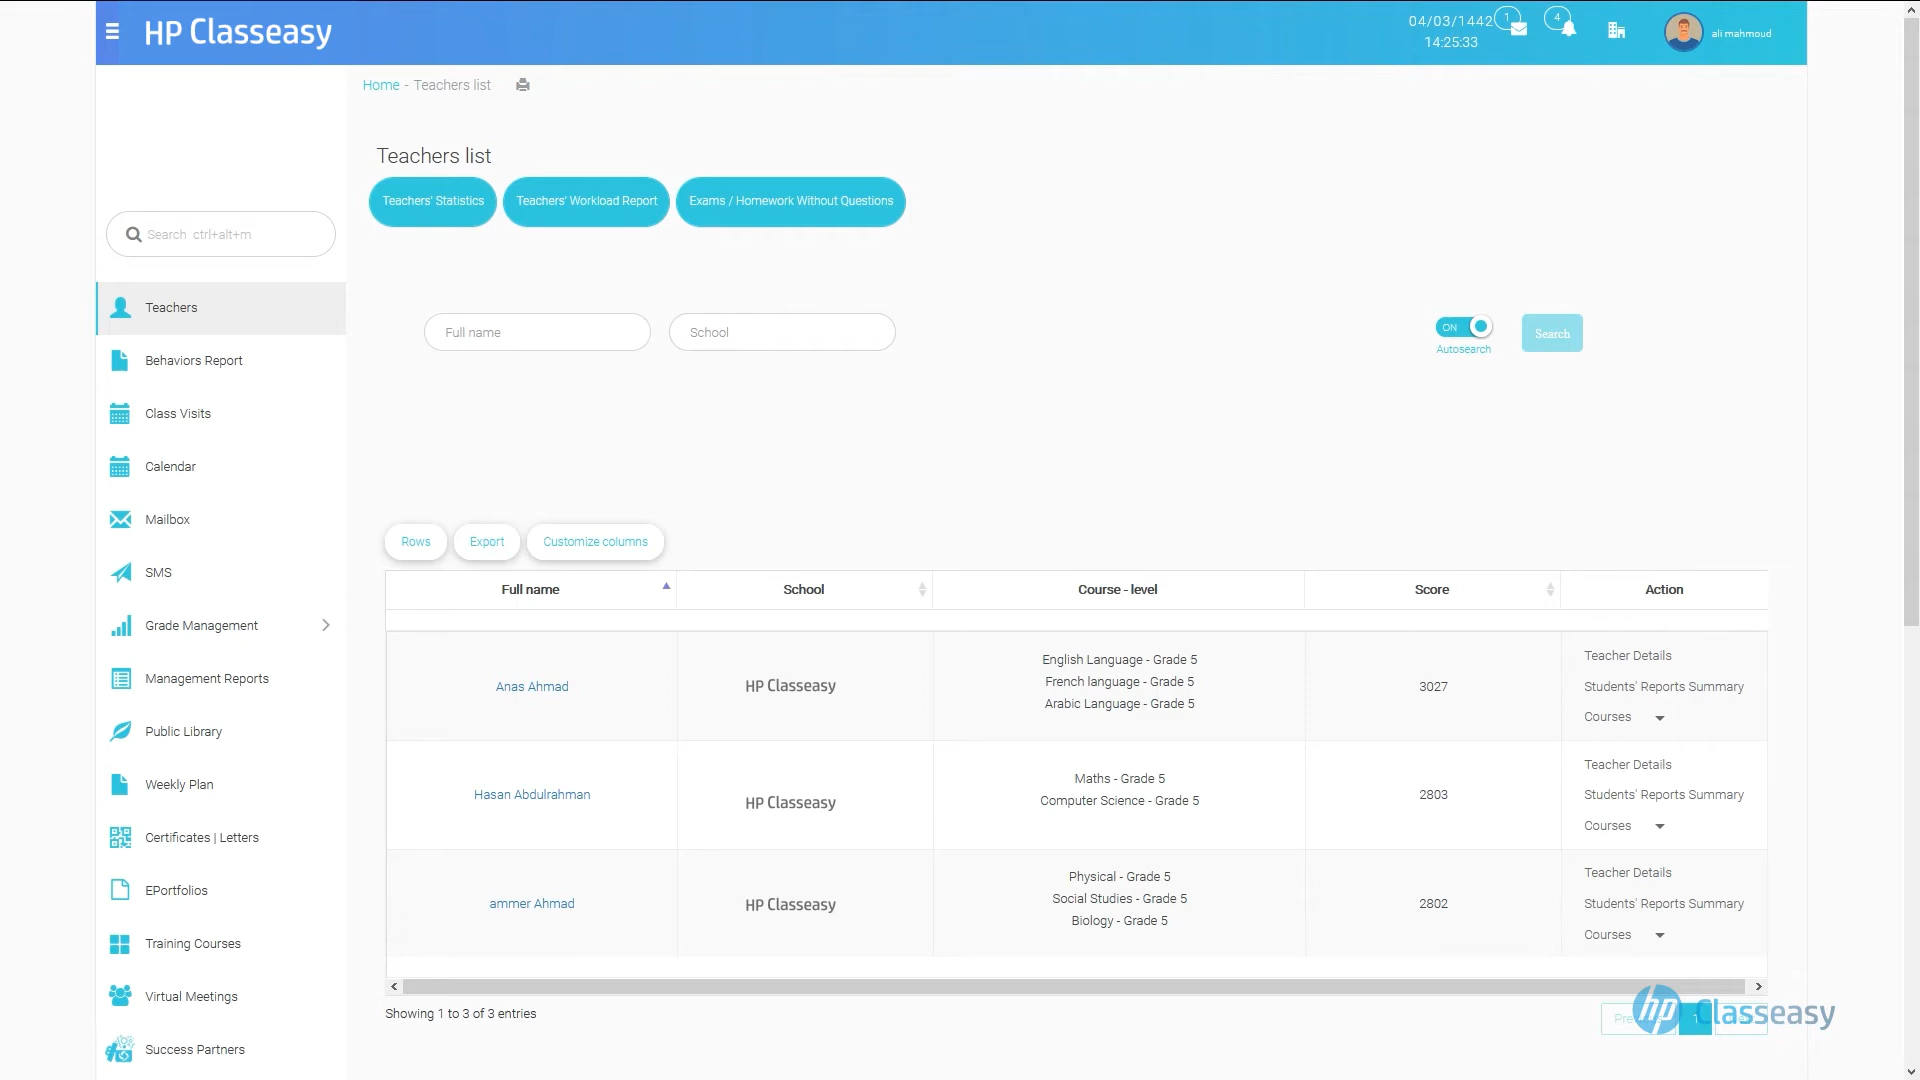 HP Classeasy
04/03/1442
14:25:33
1
4
ali mahmoud
Home - Teachers list
Teachers list
Teachers' Statistics
Teachers' Workload Report
Exams / Homework Without Questions
Search ctrl+alt+m
Full name
School
ON
Autosearch
Search
Teachers
Behaviors Report
Class Visits
Calendar
Mailbox
SMS
Grade Management
Management Reports
Public Library
Weekly Plan
Certificates | Letters
EPortfolios
Training Courses
Virtual Meetings
Success Partners
Rows
Export
Customize columns
Full name School Course - level Score Action
Anas Ahmad
HP Classeasy
English Language - Grade 5
French language - Grade 5
Arabic Language - Grade 5
3027
Teacher Details
Students' Reports Summary
Courses
Hasan Abdulrahman
HP Classeasy
Maths - Grade 5
Computer Science - Grade 5
2803
Teacher Details
Students' Reports Summary
Courses
ammer Ahmad
HP Classeasy
Physical - Grade 5
Social Studies - Grade 5
Biology - Grade 5
2802
Teacher Details
Students' Reports Summary
Courses
Showing 1 to 3 of 3 entries
1
hp Classeasy